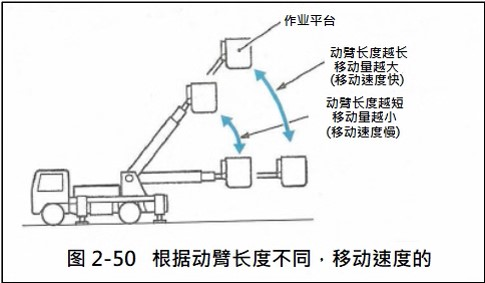 作业平台
动臂长度越长
移动量越大
(移动速度快)
动臂长度越短
移动量越小
(移动速度慢)
图 2-50 根据动臂长度不同，移动速度的